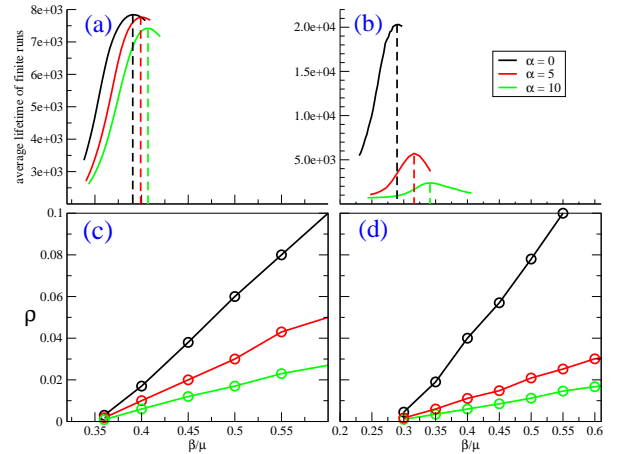 (a)
(b)
average lifetime of finite runs
8e+03
7e+03
6e+03
5e+03
4e+03
3e+03
2.0e+04
1.5e+04
1.0e+04
5.0e+03
α = 0
α = 5
α = 10
(c)
(d)
ρ
0.1
0.08
0.06
0.04
0.02
0
0.35 0.4 0.45 0.5 0.55
0.2 0.25 0.3 0.35 0.4 0.45 0.5 0.55 0.6
β/μ
β/μ